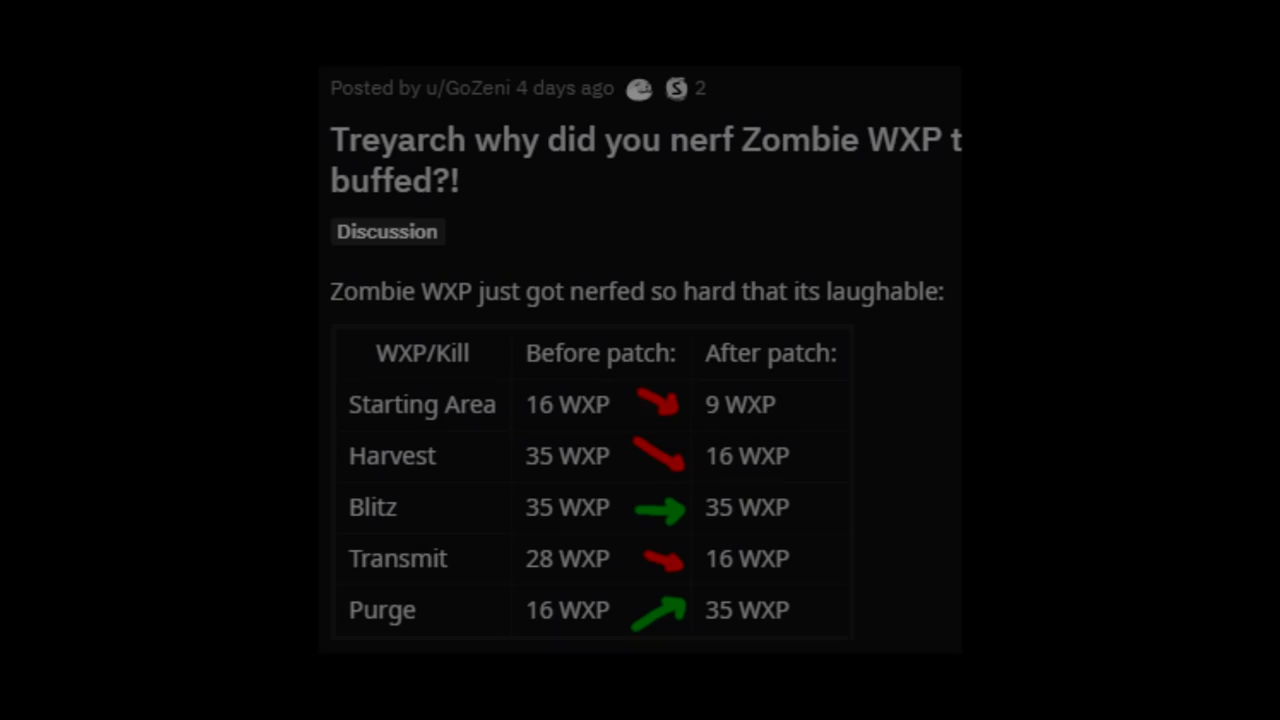 Posted by u/GoZeni 4 days ago 2
Treyarch why did you nerf Zombie WXP t
buffed?!
Discussion
Zombie WXP just got nerfed so hard that its laughable:
WXP/Kill Before patch: After patch:
Starting Area 16 WXP 9 WXP
Harvest 35 WXP 16 WXP
Blitz 35 WXP 35 WXP
Transmit 28 WXP 16 WXP
Purge 16 WXP 35 WXP